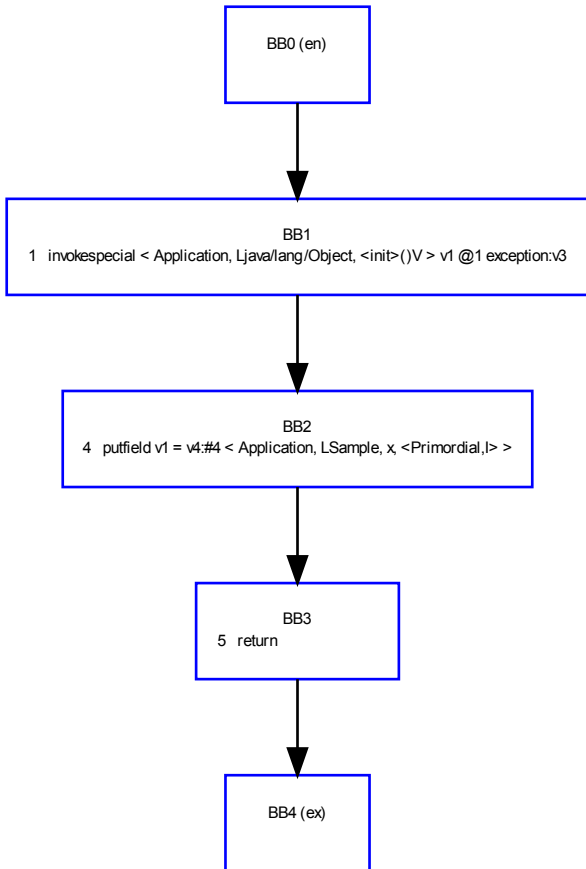 BB0 (en)
BB1
1 invokespecial < Application, Ljava/lang/Object, <init>()V > v1 @1 exception:v3
BB2
4 putfield v1 = v4:#4 < Application, LSample, x, <Primordial,I> >
BB3
5 return
BB4 (ex)